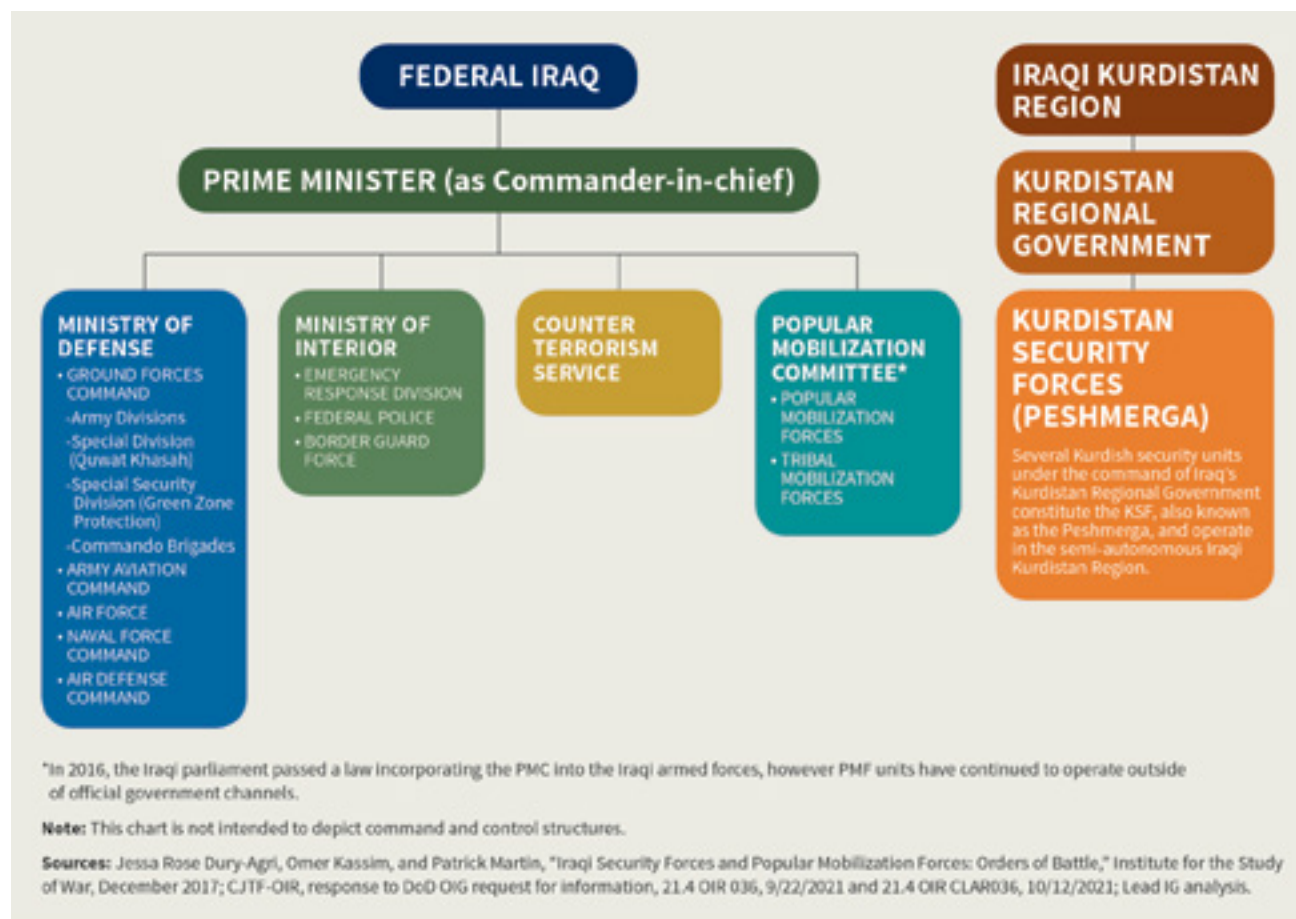 FEDERAL IRAQ
PRIME MINISTER (as Commander-in-chief)
MINISTRY OF
DEFENSE
• GROUND FORCES
COMMAND
-Army Divisions
-Special Division
(Quwat Khasah)
-Special Security
Division (Green Zone
Protection)
-Commando Brigades
• ARMY AVIATION
COMMAND
• AIR FORCE
• NAVAL FORCE
COMMAND
• AIR DEFENSE
COMMAND
MINISTRY OF
INTERIOR
• EMERGENCY
RESPONSE DIVISION
• FEDERAL POLICE
• BORDER GUARD
FORCE
COUNTER
TERRORISM
SERVICE
POPULAR
MOBILIZATION
COMMITTEE*
• POPULAR
MOBILIZATION
FORCES
• TRIBAL
MOBILIZATION
FORCES
IRAQI KURDISTAN
REGION
KURDISTAN
REGIONAL
GOVERNMENT
KURDISTAN
SECURITY
FORCES
(PESHMERGA)
Several Kurdish security units
under the command of Iraq's
Kurdistan Regional Government
constitute the KSF, also known
as the Peshmerga, and operate
in the semi-autonomous Iraqi
Kurdistan Region.
*In 2016, the Iraqi parliament passed a law incorporating the PMC into the Iraqi armed forces, however PMF units have continued to operate outside
of official government channels.
Note: This chart is not intended to depict command and control structures.
Sources: Jessa Rose Dury-Agri, Omer Kassim, and Patrick Martin, "Iraqi Security Forces and Popular Mobilization Forces: Orders of Battle," Institute for the Study
of War, December 2017; CJTF-OIR, response to DoD OIG request for information, 21.4 OIR 036, 9/22/2021 and 21.4 OIR CLAR036, 10/12/2021; Lead IG analysis.